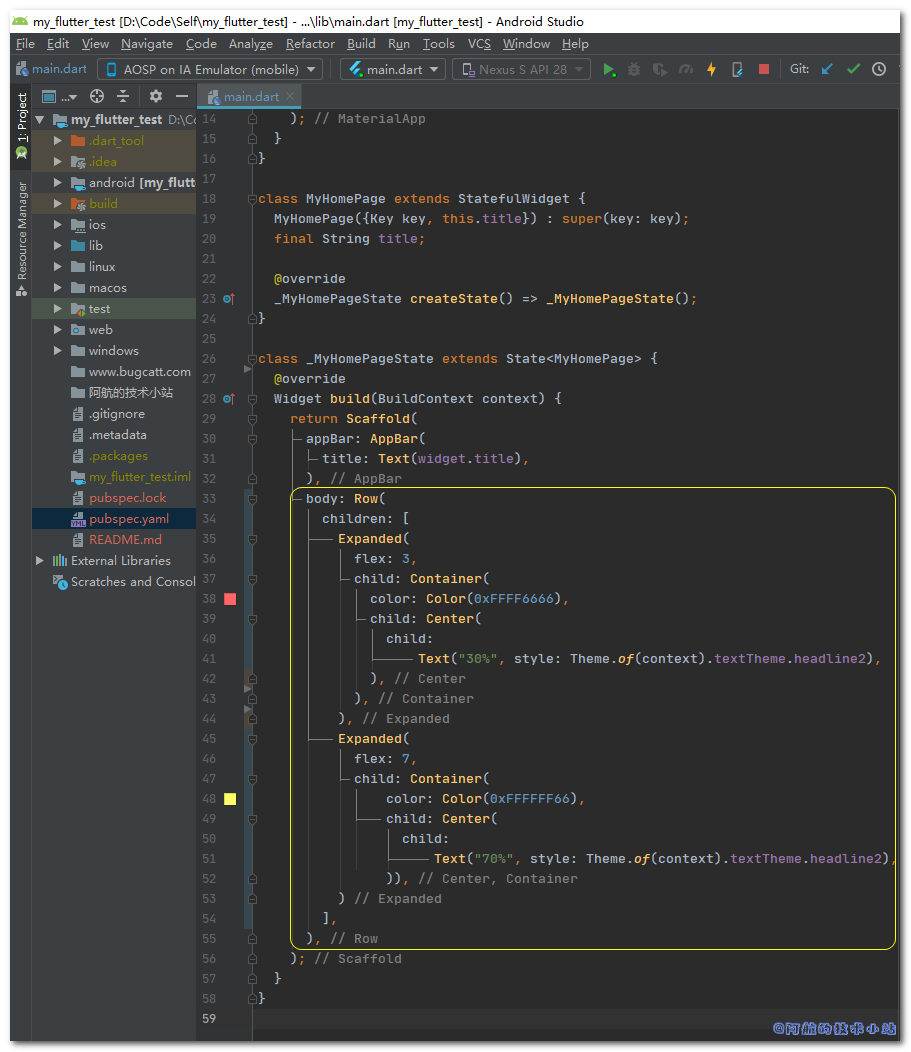 my_flutter_test [D:\Code\Self\my_flutter_test] - ...\lib\main.dart [my_flutter_test] - Android Studio
File Edit View Navigate Code Analyze Refactor Build Run Tools VCS Window Help
main.dart AOSP on IA Emulator (mobile) main.dart Nexus S API 28 Git:
... main.dart ×
1: Project
Resource Manager
my_flutter_test D:\Co
.dart_tool
.idea
android [my_flutt
build
ios
lib
linux
macos
test
web
windows
www.bugcatt.com
阿航的技术小站
.gitignore
.metadata
.packages
my_flutter_test.iml
pubspec.lock
pubspec.yaml
README.md
External Libraries
Scratches and Consol
14 ); // MaterialApp
15 }
16 }
17
18 class MyHomePage extends StatefulWidget {
19 MyHomePage({Key key, this.title}) : super(key: key);
20 final String title;
21
22 @override
23 _MyHomePageState createState() => _MyHomePageState();
24 }
25
26 class _MyHomePageState extends State<MyHomePage> {
27 @override
28 Widget build(BuildContext context) {
29 return Scaffold(
30 appBar: AppBar(
31 title: Text(widget.title),
32 ), // AppBar
33 body: Row(
34 children: [
35 Expanded(
36 flex: 3,
37 child: Container(
38 color: Color(0xFFFF6666),
39 child: Center(
40 child:
41 Text("30%", style: Theme.of(context).textTheme.headline2),
42 ), // Center
43 ), // Container
44 ), // Expanded
45 Expanded(
46 flex: 7,
47 child: Container(
48 color: Color(0xFFFFFF66),
49 child: Center(
50 child:
51 Text("70%", style: Theme.of(context).textTheme.headline2),
52 )), // Center, Container
53 ) // Expanded
54 ],
55 ), // Row
56 ); // Scaffold
57 }
58 }
59
@阿航的技术小站